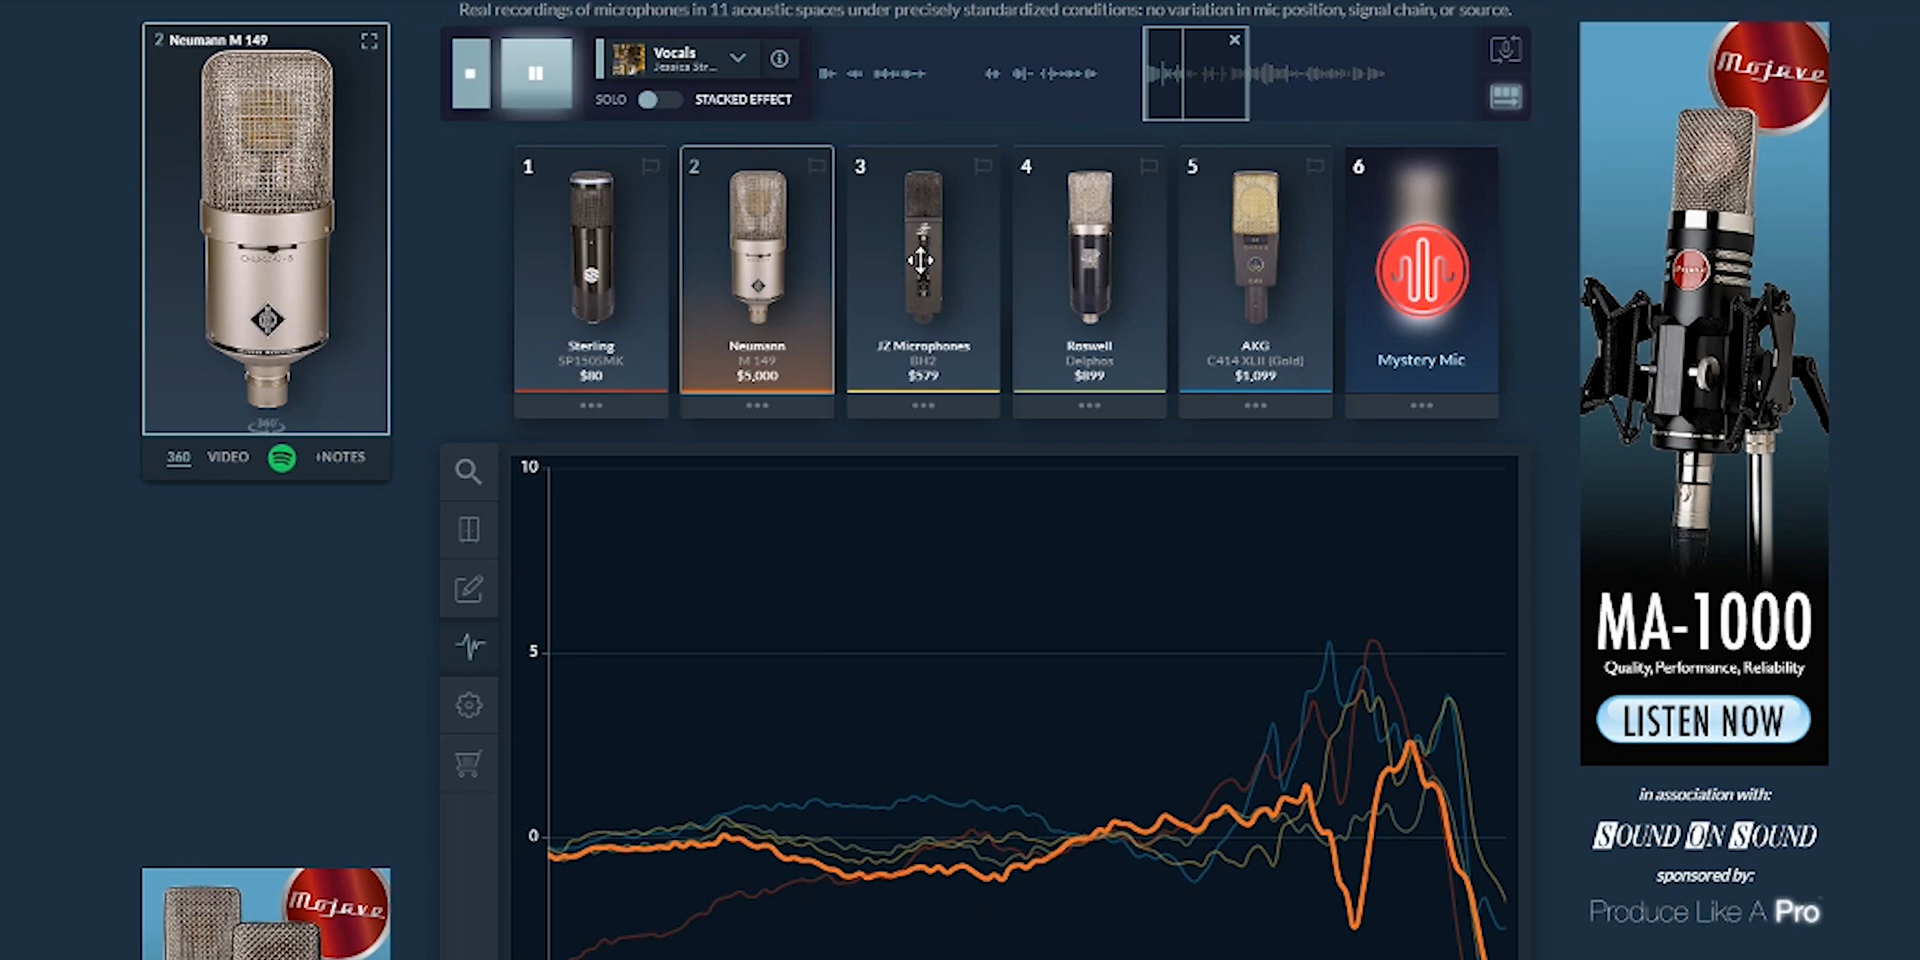 Real recordings of microphones in 11 acoustic spaces under precisely standardized conditions: no variation in mic position, signal chain, or source.
2 Neumann M 149
360°
360 VIDEO +NOTES
Vocals
Jessica Str...
SOLO STACKED EFFECT
1
Sterling
SP150SMK
$80
2
Neumann
M 149
$5,000
3
JZ Microphones
BH2
$579
4
Roswell
Delphos
$899
5
AKG
C414 XLII (Gold)
$1,099
6
Mystery Mic
10
5
0
Mojave
Mojave
MA-1000
Quality, Performance, Reliability
LISTEN NOW
in association with:
SOUND ON SOUND
sponsored by:
Produce Like A Pro
Mojave